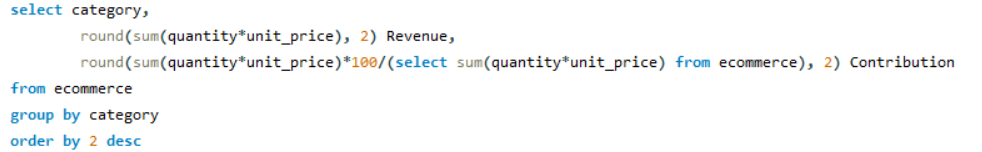 select category,
round(sum(quantity*unit_price), 2) Revenue,
round(sum(quantity*unit_price)*100/(select sum(quantity*unit_price) from ecommerce), 2) Contribution
from ecommerce
group by category
order by 2 desc